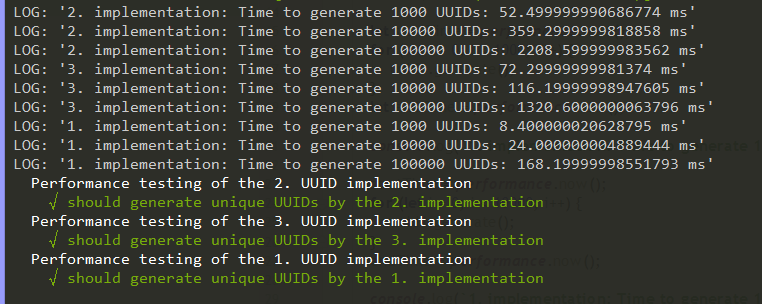 LOG: '2. implementation: Time to generate 1000 UUIDs: 52.499999990686774 ms'
LOG: '2. implementation: Time to generate 10000 UUIDs: 359.2999999818858 ms'
LOG: '2. implementation: Time to generate 100000 UUIDs: 2208.599999983562 ms'
LOG: '3. implementation: Time to generate 1000 UUIDs: 72.29999999981374 ms'
LOG: '3. implementation: Time to generate 10000 UUIDs: 116.19999998947605 ms'
LOG: '3. implementation: Time to generate 100000 UUIDs: 1320.6000000063796 ms'
LOG: '1. implementation: Time to generate 1000 UUIDs: 8.400000020628795 ms'
LOG: '1. implementation: Time to generate 10000 UUIDs: 24.000000004889444 ms'
LOG: '1. implementation: Time to generate 100000 UUIDs: 168.19999998551793 ms'
Performance testing of the 2. UUID implementation
√ should generate unique UUIDs by the 2. implementation
Performance testing of the 3. UUID implementation
√ should generate unique UUIDs by the 3. implementation
Performance testing of the 1. UUID implementation
√ should generate unique UUIDs by the 1. implementation